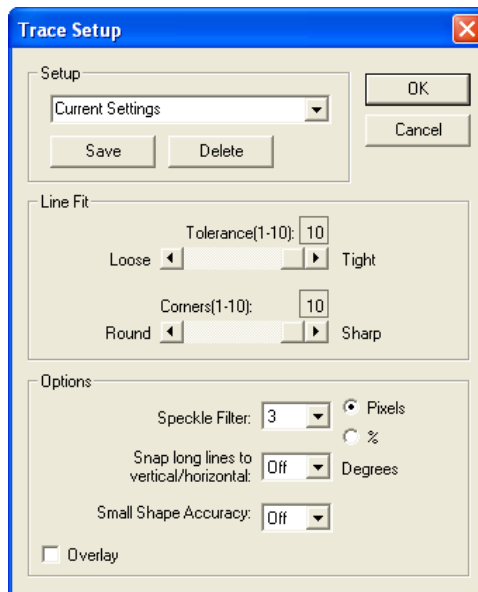 Trace Setup
Setup
Current Settings
OK
Save Delete
Cancel
Line Fit
Tolerance(1-10): 10
Loose Tight
Corners(1-10): 10
Round Sharp
Options
Speckle Filter: 3 Pixels
%
Snap long lines to
vertical/horizontal: Off Degrees
Small Shape Accuracy: Off
Overlay